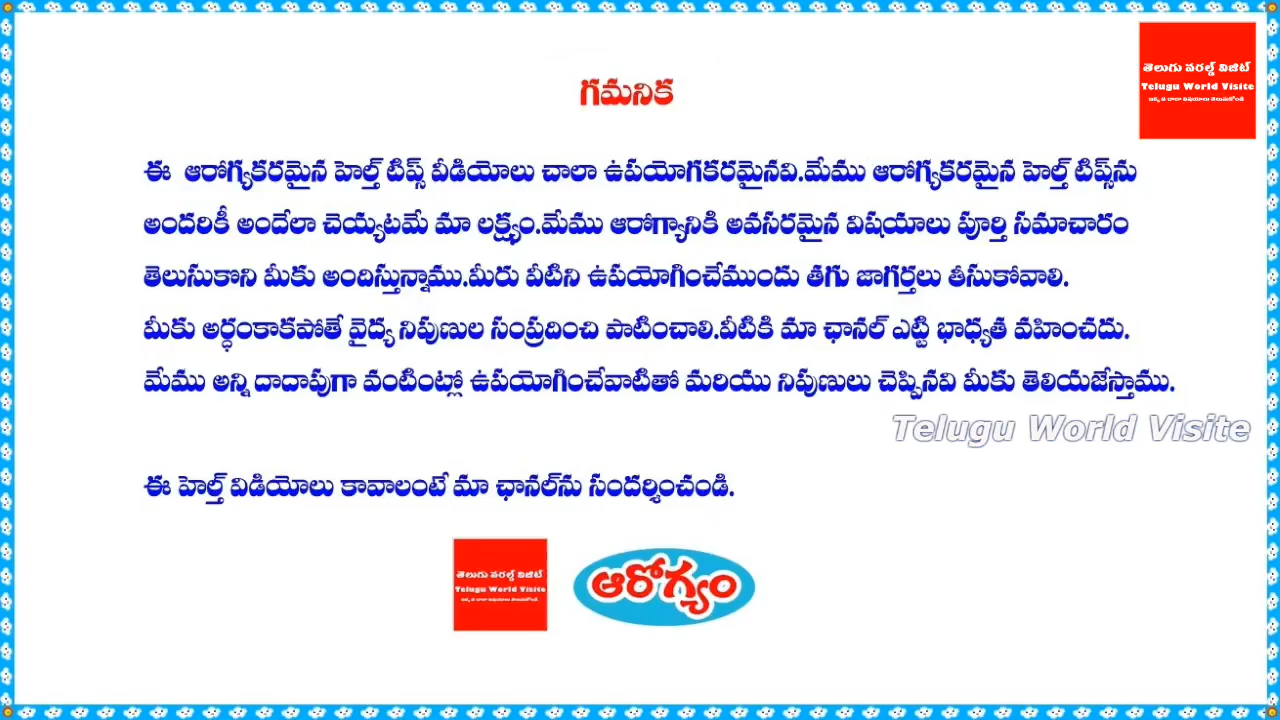 తెలుగు వరల్డ్ విజిట్
Telugu World Visite
గమనిక
ఈ ఆరోగ్యకరమైన హెల్త్ టిప్స్ వీడియోలు చాలా ఉపయోగకరమైనవి.మేము ఆరోగ్యకరమైన హెల్త్ టిప్స్‌ను
అందరికీ అందేలా చెయ్యటమే మా లక్ష్యం.మేము ఆరోగ్యానికి అవసరమైన విషయాలు పూర్తి సమాచారం
తెలుసుకొని మీకు అందిస్తున్నాము.మీరు వీటిని ఉపయోగించేముందు తగు జాగర్తలు తీసుకోవాలి.
మీకు అర్ధంకాకపోతే వైద్య నిపుణుల సంప్రదించి పాటించాలి.వీటికి మా ఛానల్ ఎట్టి భాధ్యత వహించదు.
మేము అన్ని దాదాపుగా వంటింట్లో ఉపయోగించేవాటితో మరియు నిపుణులు చెప్పినవి మీకు తెలియజేస్తాము.
Telugu World Visite
ఈ హెల్త్ విడియోలు కావాలంటే మా ఛానల్‌ను సందర్శించండి.
తెలుగు వరల్డ్ విజిట్
Telugu World Visite
ఆరోగ్యం